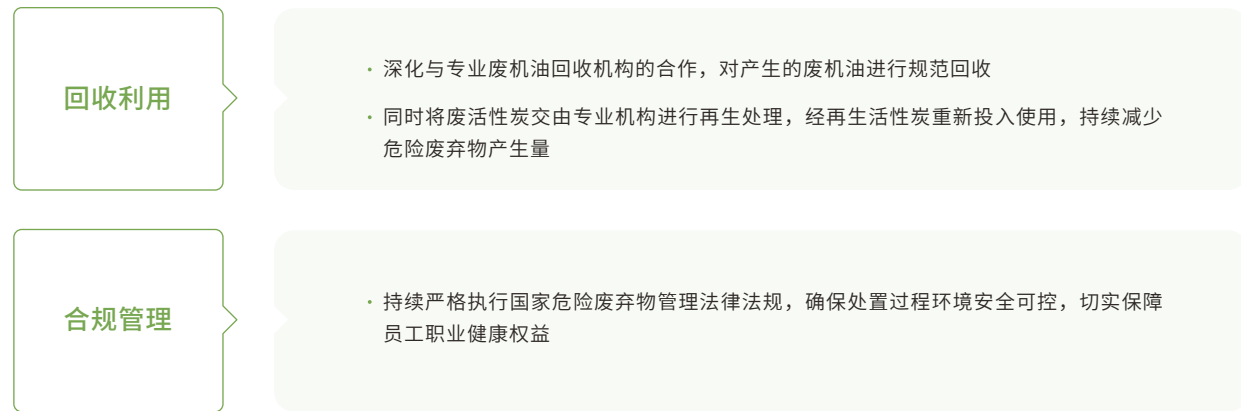 回收利用
· 深化与专业废机油回收机构的合作，对产生的废机油进行规范回收
· 同时将废活性炭交由专业机构进行再生处理，经再生活性炭重新投入使用，持续减少
危险废弃物产生量
合规管理
· 持续严格执行国家危险废弃物管理法律法规，确保处置过程环境安全可控，切实保障
员工职业健康权益